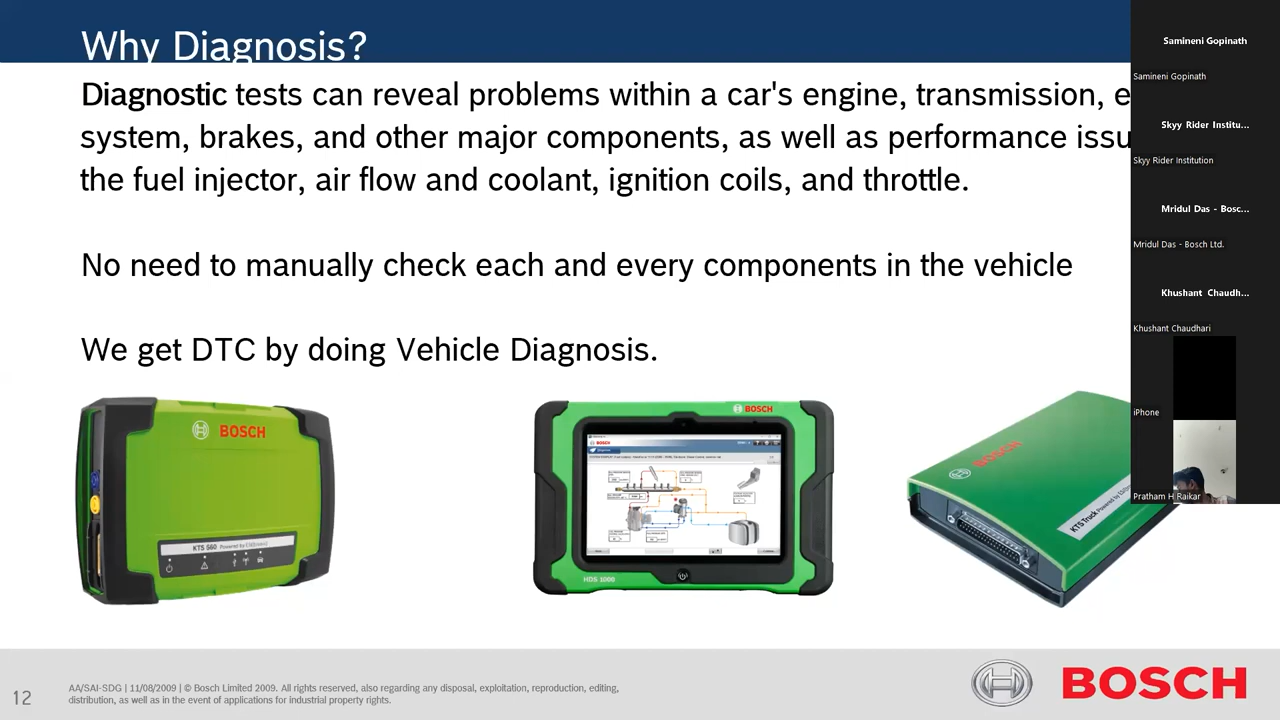 Why Diagnosis?
Diagnostic tests can reveal problems within a car's engine, transmission, e
system, brakes, and other major components, as well as performance issu
the fuel injector, air flow and coolant, ignition coils, and throttle.
No need to manually check each and every components in the vehicle
We get DTC by doing Vehicle Diagnosis.
BOSCH
KTS 560 Powered by
BOSCH
HDS 1000
BOSCH
KTS Truck
12
AA/SAI-SDG | 11/08/2009 | © Bosch Limited 2009. All rights reserved, also regarding any disposal, exploitation, reproduction, editing,
distribution, as well as in the event of applications for industrial property rights.
BOSCH
Samineni Gopinath
Samineni Gopinath
Skyy Rider Institu...
Skyy Rider Institution
Mridul Das - Bosc...
Mridul Das - Bosch Ltd.
Khushant Chaudh...
Khushant Chaudhari
iPhone
Pratham H Raikar